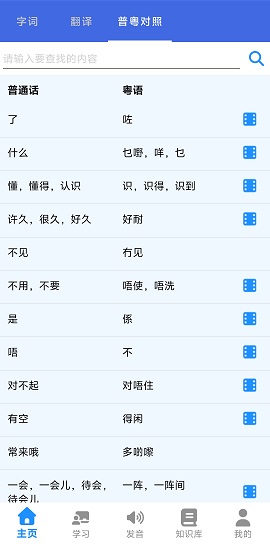 字词 翻译 普粤对照
请输入要查找的内容
普通话 粤语
了 咗
什么 乜嘢，咩，乜
懂，懂得，认识 识，识得，识到
许久，很久，好久 好耐
不见 冇见
不用，不要 唔使，唔洗
是 係
唔 不
对不起 对唔住
有空 得闲
常来哦 多啲嚟
一会，一会儿，待会， 一阵，一阵间
待会儿
主页 学习 发音 知识库 我的